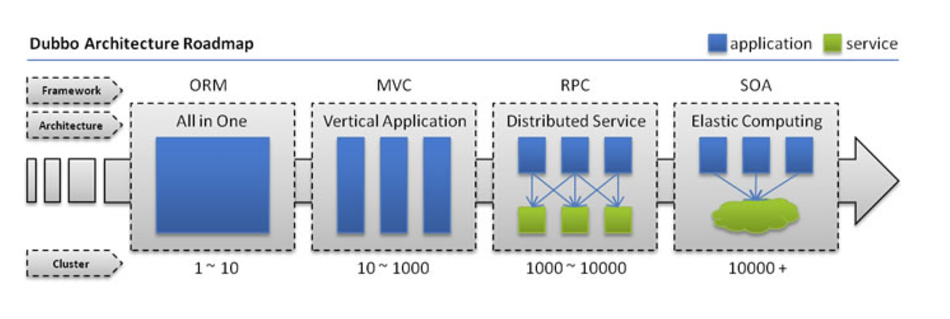 Dubbo Architecture Roadmap
application
service
Framework
ORM
MVC
RPC
SOA
Architecture
All in One
Vertical Application
Distributed Service
Elastic Computing
Cluster
1 ~ 10
10 ~ 1000
1000 ~ 10000
10000 +